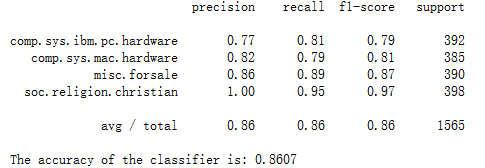 precision recall f1-score support
comp.sys.ibm.pc.hardware 0.77 0.81 0.79 392
comp.sys.mac.hardware 0.82 0.79 0.81 385
misc.forsale 0.86 0.89 0.87 390
soc.religion.christian 1.00 0.95 0.97 398
avg / total 0.86 0.86 0.86 1565
The accuracy of the classifier is: 0.8607